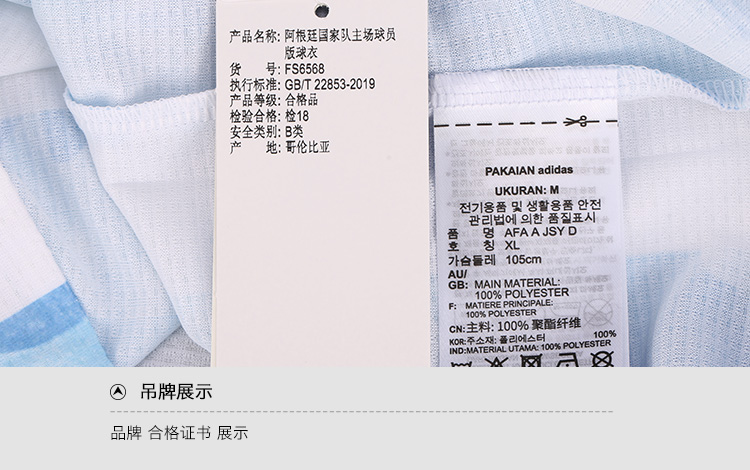 产品名称: 阿根廷国家队主场球员
版球衣
货 号: FS6568
执行标准: GB/T 22853-2019
产品等级: 合格品
检验合格: 检18
安全类别: B类
产 地: 哥伦比亚
PAKAIAN adidas
UKURAN: M
전기용품 및 생활용품 안전
관리법에 의한 품질표시
품 명 AFA A JSY D
호 칭 XL
가슴둘레 105cm
AU/
GB: MAIN MATERIAL:
100% POLYESTER
F: MATIERE PRINCIPALE:
100% POLYESTER
CN: 主料: 100% 聚酯纤维
KOR: 주소재: 폴리에스터 100%
IND: MATERIAL UTAMA: 100% POLYESTER
吊牌展示
品牌 合格证书 展示